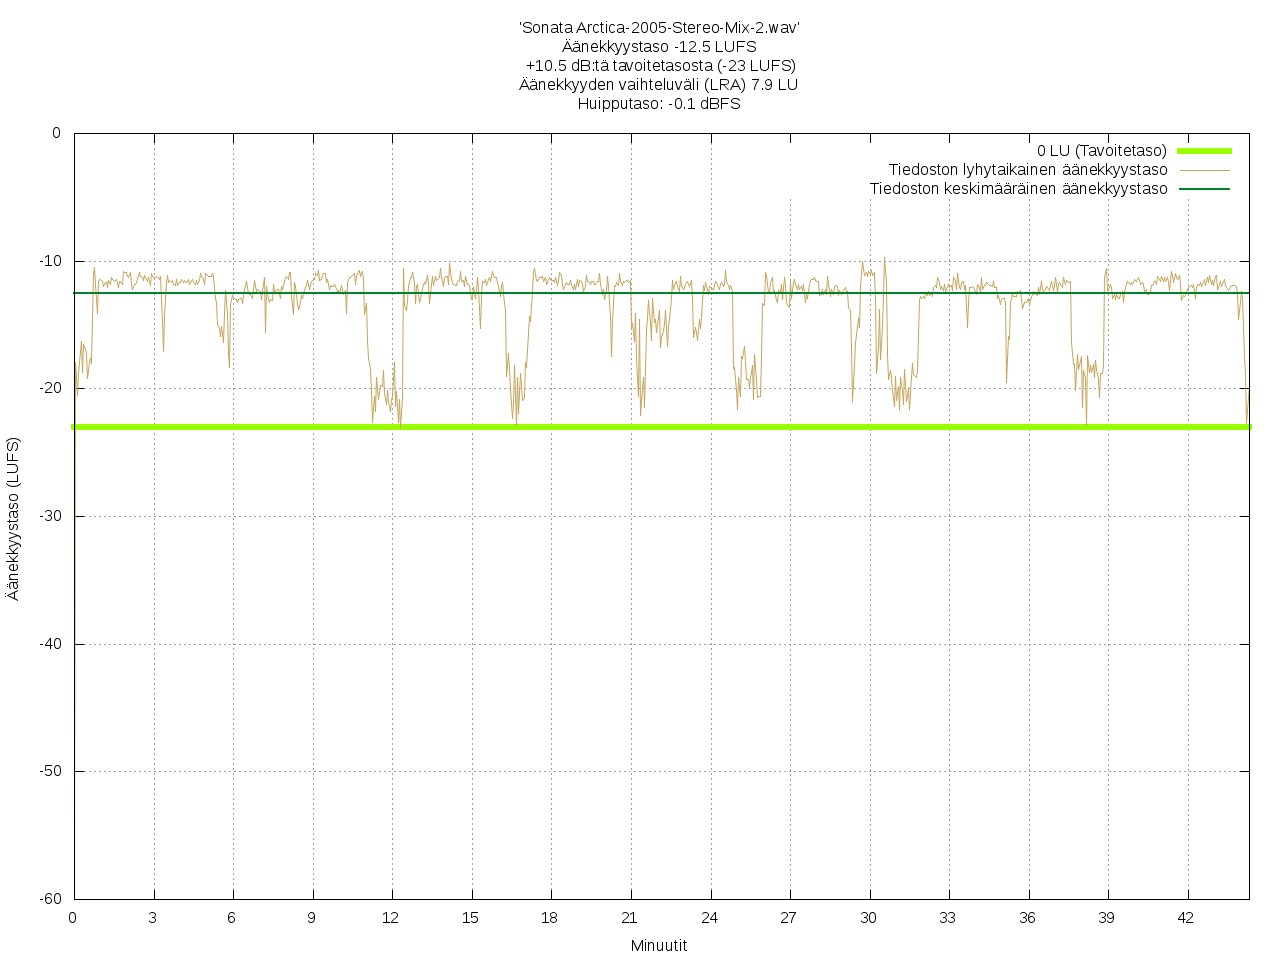 'Sonata Arctica-2005-Stereo-Mix-2.wav'
Äänekkyystaso -12.5 LUFS
+10.5 dB:tä tavoitetasosta (-23 LUFS)
Äänekkyyden vaihteluväli (LRA) 7.9 LU
Huipputaso: -0.1 dBFS
0 LU (Tavoitetaso)
Tiedoston lyhytaikainen äänekkyystaso
Tiedoston keskimääräinen äänekkyystaso
Äänekkyystaso (LUFS)
0
-10
-20
-30
-40
-50
-60
0 3 6 9 12 15 18 21 24 27 30 33 36 39 42
Minuutit